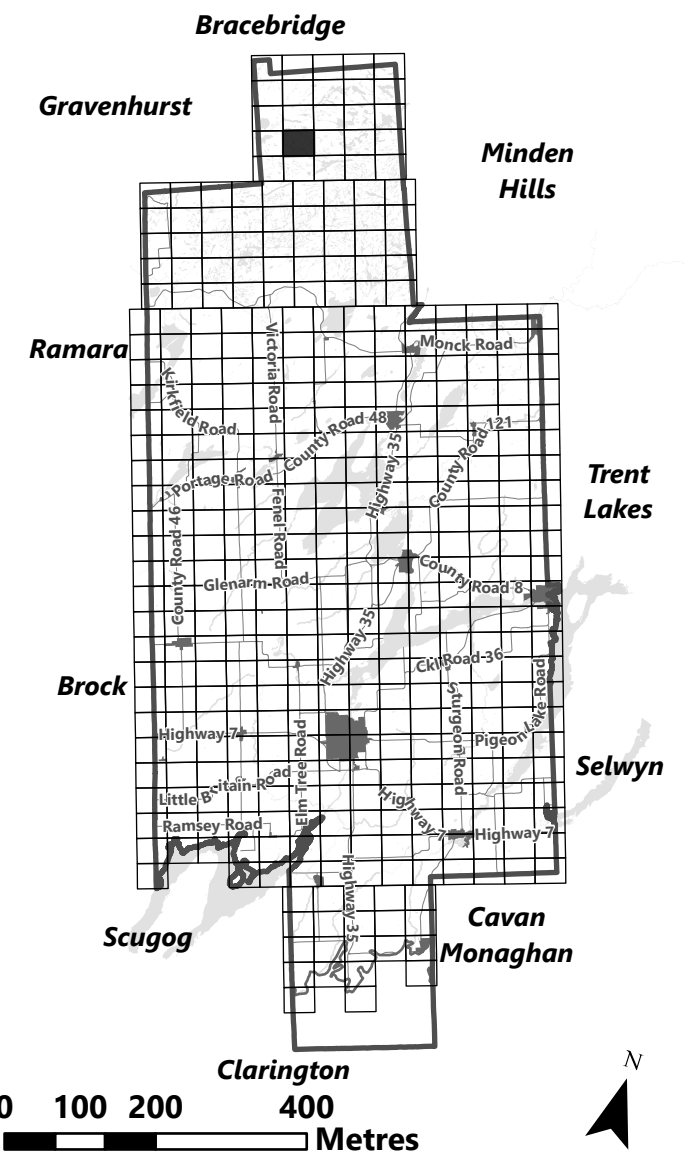 Bracebridge
Gravenhurst
Minden
Hills
Ramara
Victoria Road
Monck Road
Kirkfield Road
County Road 48
Highway 35
County Road 121
Portage Road
Trent
Lakes
Fenel Road
County Road 46
County Road 8
Glenarm Road
Highway 35
Ckl Road 36
Brock
Sturgeon Road
Pigeon Lake Road
Highway 7
Elm Tree Road
Selwyn
Little Britain Road
Highway 7
Ramsey Road
Highway 7
Highway 35
Cavan
Monaghan
Scugog
Clarington
N
0 100 200 400
Metres